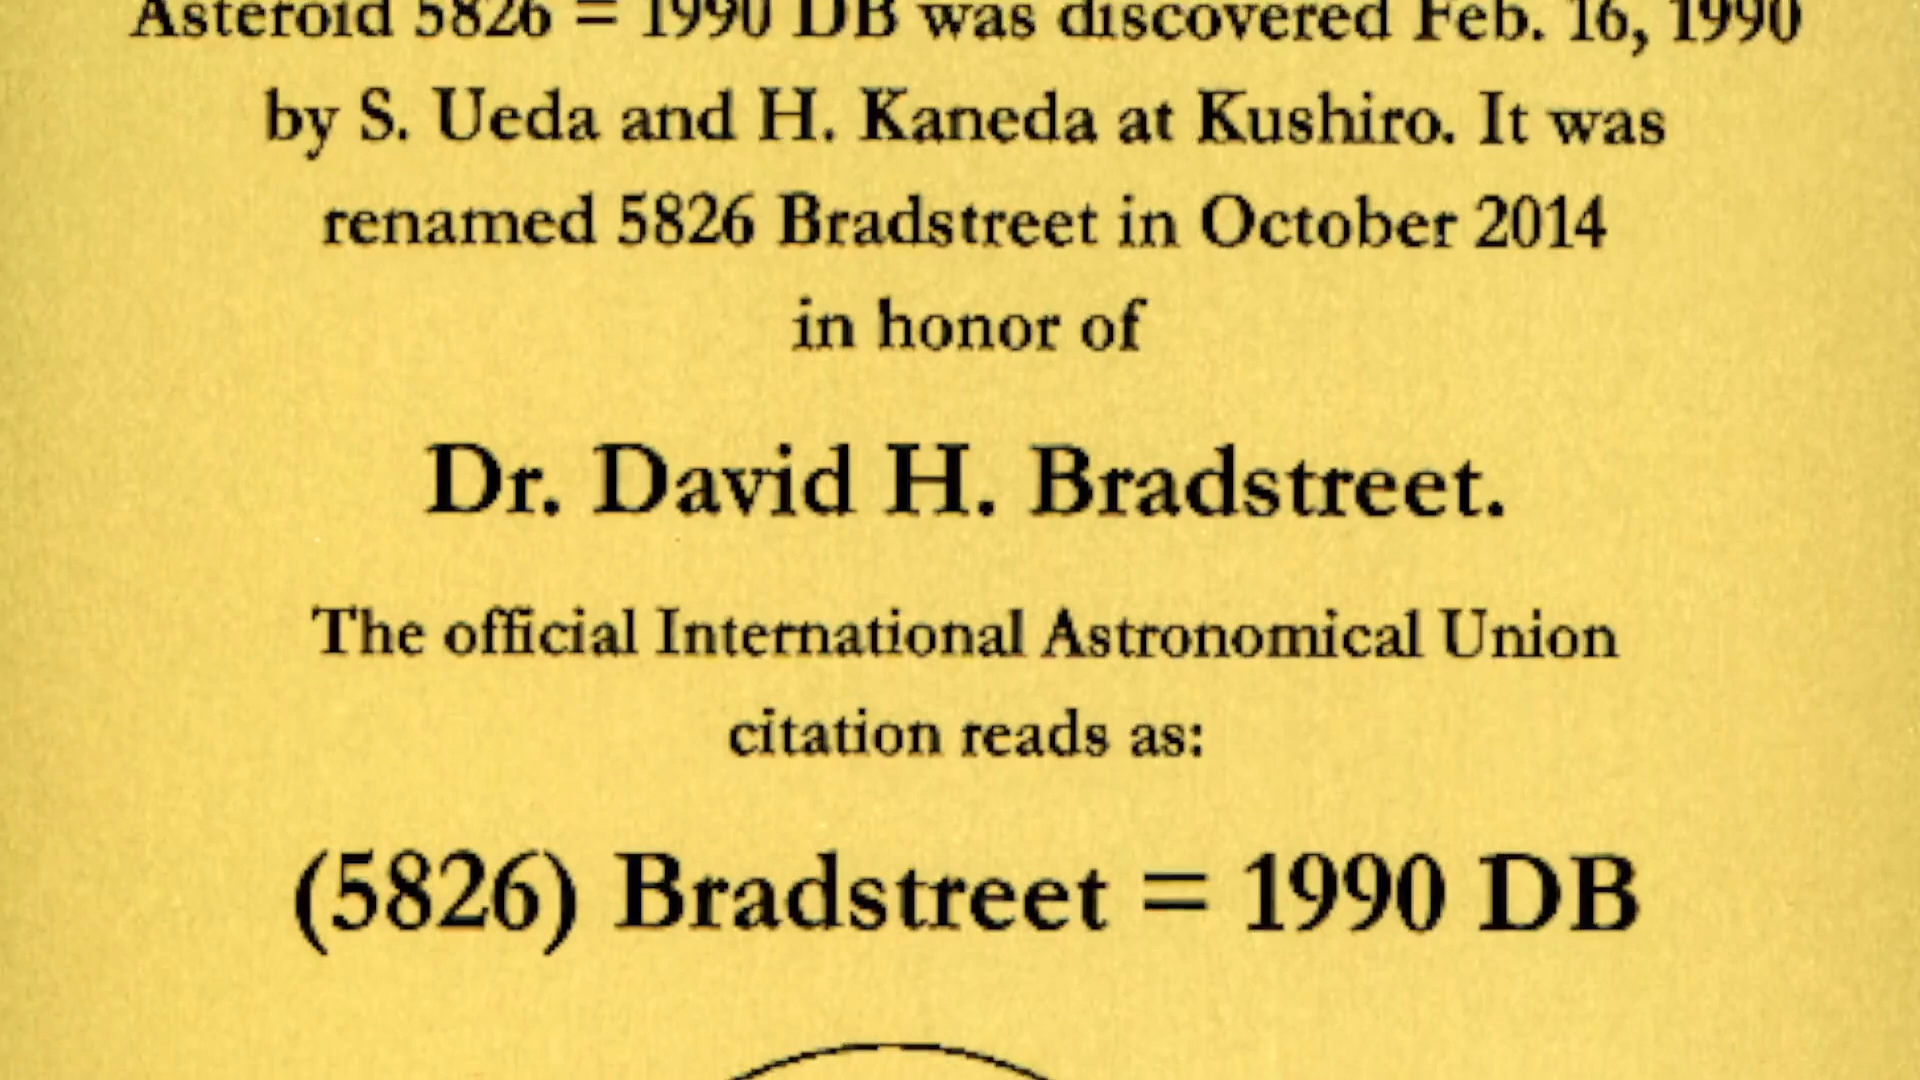 Asteroid 5826 = 1990 DB was discovered Feb. 16, 1990
by S. Ueda and H. Kaneda at Kushiro. It was
renamed 5826 Bradstreet in October 2014
in honor of
Dr. David H. Bradstreet.
The official International Astronomical Union
citation reads as:
(5826) Bradstreet = 1990 DB